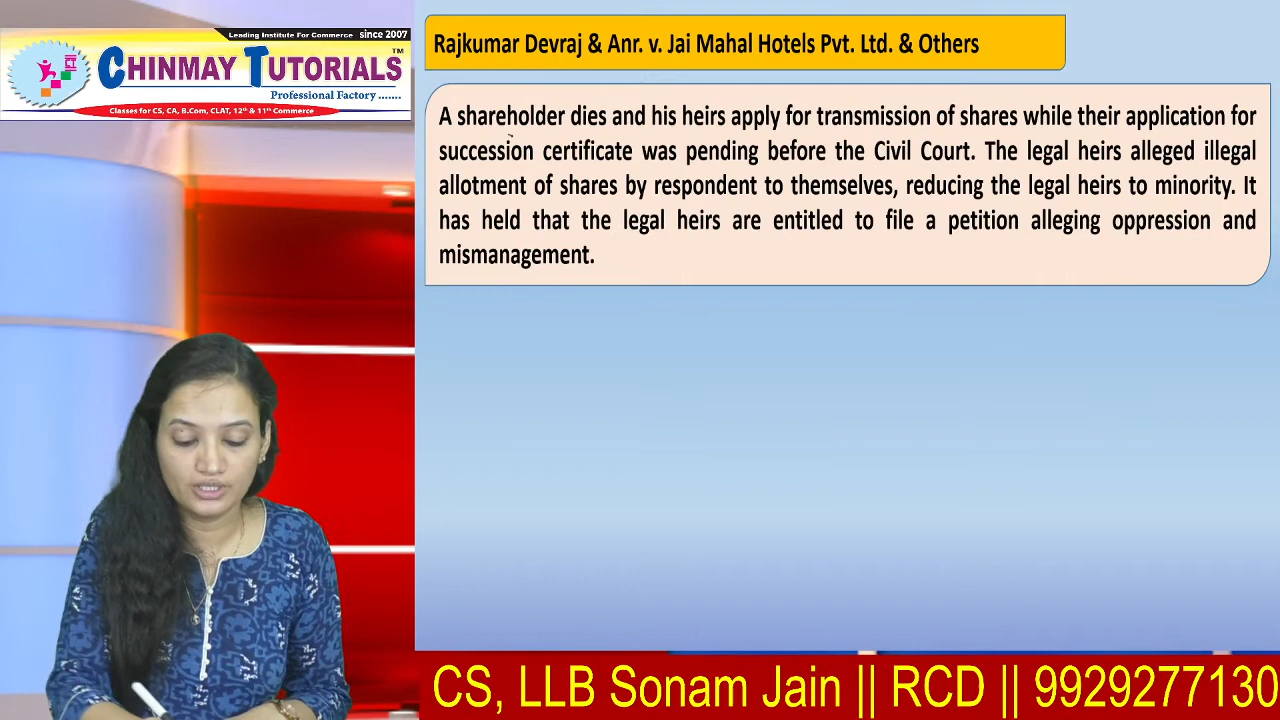 Leading Institute For Commerce since 2007
CHINMAY TUTORIALS™
Professional Factory .......
Classes for CS, CA, B.Com, CLAT, 12th & 11th Commerce
Rajkumar Devraj & Anr. v. Jai Mahal Hotels Pvt. Ltd. & Others
A shareholder dies and his heirs apply for transmission of shares while their application for
succession certificate was pending before the Civil Court. The legal heirs alleged illegal
allotment of shares by respondent to themselves, reducing the legal heirs to minority. It
has held that the legal heirs are entitled to file a petition alleging oppression and
mismanagement.
CS, LLB Sonam Jain || RCD || 9929277130